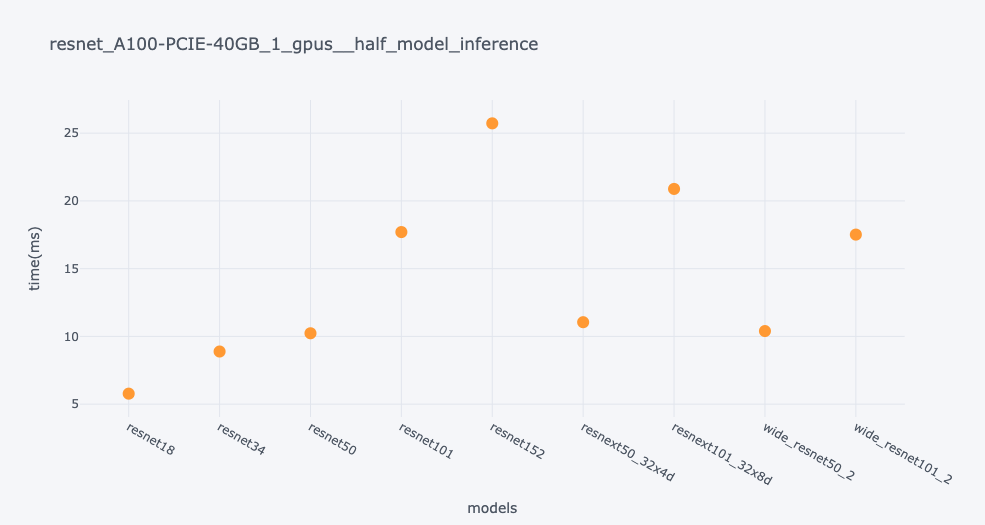 resnet_A100-PCIE-40GB_1_gpus__half_model_inference
time(ms)
25
20
15
10
5
resnet18
resnet34
resnet50
resnet101
resnet152
resnext50_32x4d
resnext101_32x8d
wide_resnet50_2
wide_resnet101_2
models